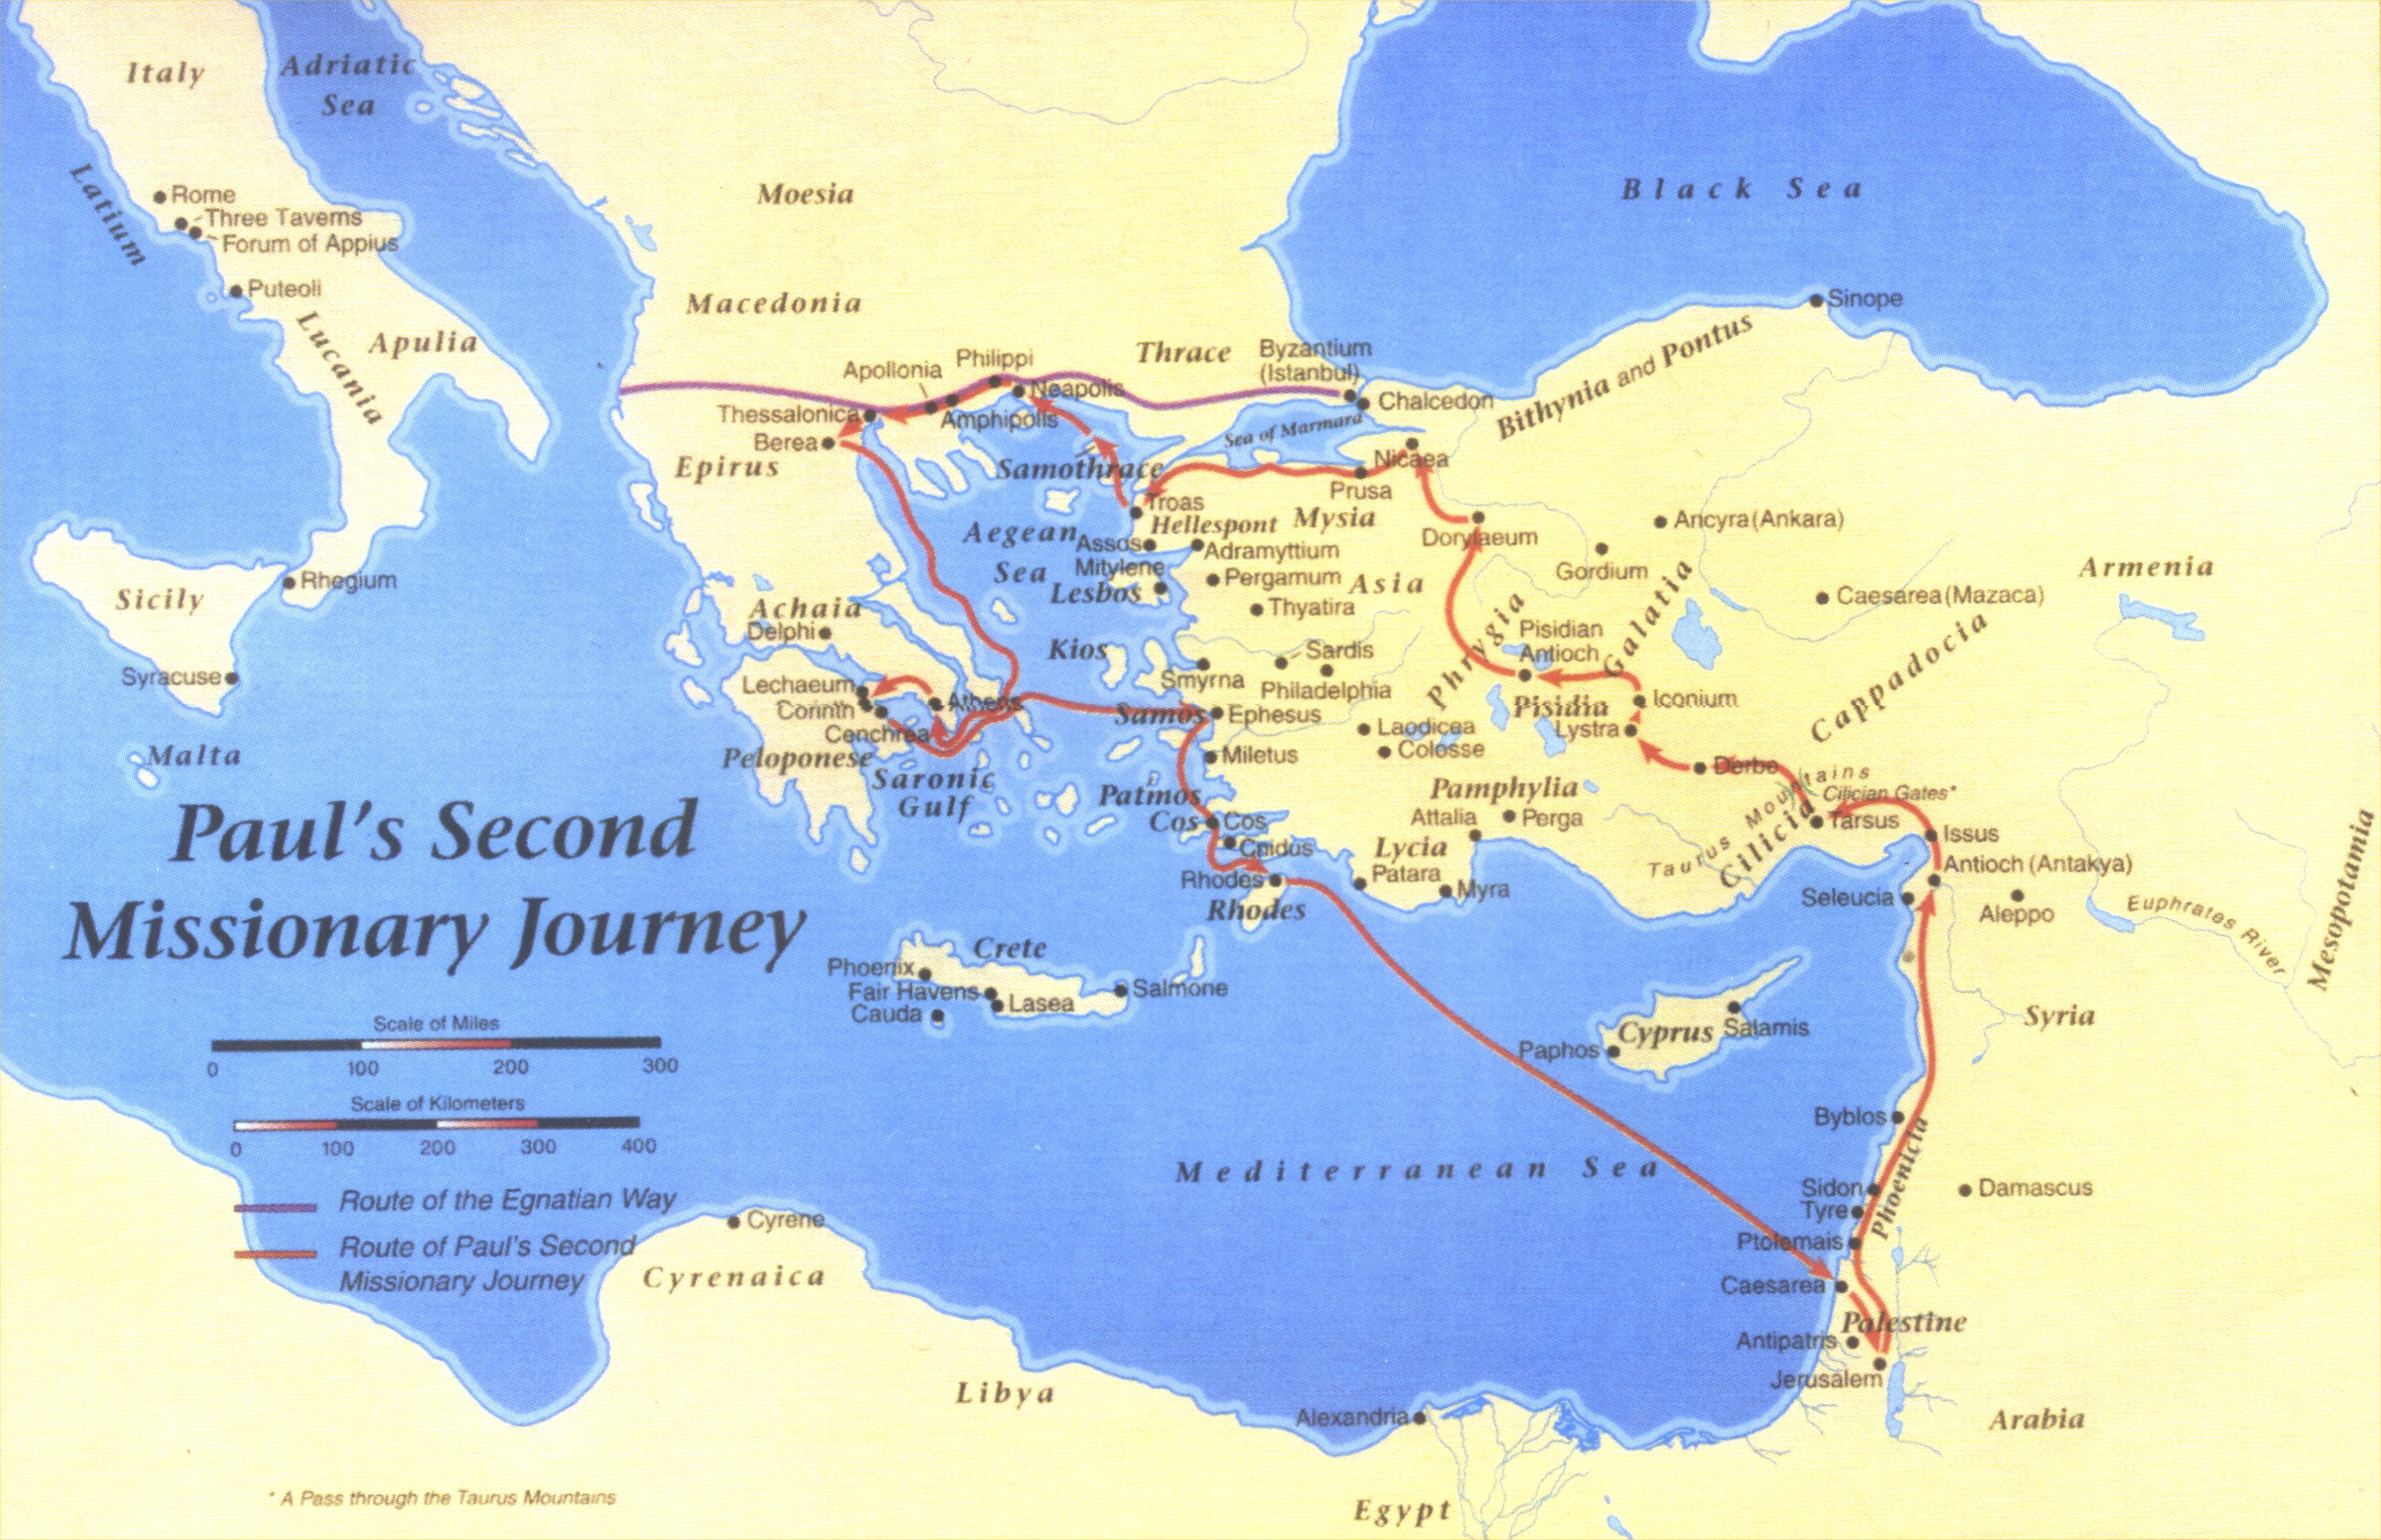 Italy
Adriatic
Sea
Latium
Rome
Three Taverns
Forum of Appius
Puteoli
Lucania
Apulia
Moesia
Macedonia
Black Sea
Sinope
Bithynia and Pontus
Thrace
Byzantium
(Istanbul)
Chalcedon
Apollonia
Philippi
Neapolis
Thessalonica
Amphipolis
Berea
Epirus
Sea of Marmara
Nicaea
Prusa
Samothrace
Troas
Hellespont
Mysia
Aegean
Sea
Assos
Adramyttium
Mitylene
Lesbos
Pergamum
Asia
Thyatira
Dorylaeum
Ancyra (Ankara)
Gordium
Galatia
Phrygia
Armenia
Caesarea (Mazaca)
Cappadocia
Sicily
Rhegium
Syracuse
Malta
Achaia
Delphi
Kios
Smyrna
Sardis
Philadelphia
Pisidian
Antioch
Lechaeum
Corinth
Athens
Cenchrea
Peloponese
Saronic
Gulf
Samos
Ephesus
Laodicea
Colosse
Pisidia
Iconium
Lystra
Derbe
Miletus
Patmos
Cos
Cos
Cnidus
Pamphylia
Attalia
Perga
Lycia
Patara
Myra
Taurus Mountains
Cilician Gates*
Cilicia
Tarsus
Issus
Antioch (Antakya)
Seleucia
Aleppo
Euphrates River
Mesopotamia
Rhodes
Rhodes
Paul's Second
Missionary Journey
Crete
Phoenix
Fair Havens
Lasea
Cauda
Salmone
Cyprus
Salamis
Paphos
Syria
Scale of Miles
0 100 200 300
Scale of Kilometers
0 100 200 300 400
Mediterranean Sea
Byblos
Phoenicia
Sidon
Tyre
Damascus
Ptolemais
Caesarea
Palestine
Antipatris
Jerusalem
Route of the Egnatian Way
Route of Paul's Second
Missionary Journey
Cyrene
Cyrenaica
Libya
Alexandria
Arabia
Egypt
* A Pass through the Taurus Mountains